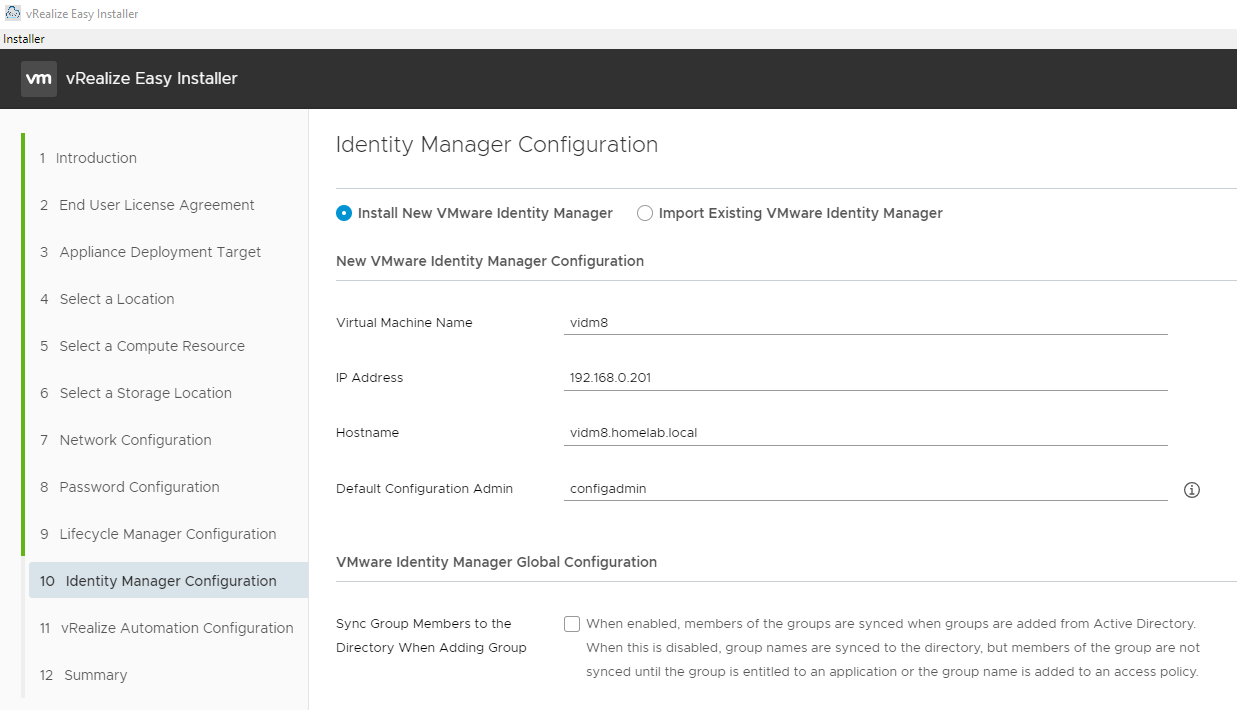 vRealize Easy Installer
Installer
vm vRealize Easy Installer
1 Introduction
2 End User License Agreement
3 Appliance Deployment Target
4 Select a Location
5 Select a Compute Resource
6 Select a Storage Location
7 Network Configuration
8 Password Configuration
9 Lifecycle Manager Configuration
10 Identity Manager Configuration
11 vRealize Automation Configuration
12 Summary
Identity Manager Configuration
Install New VMware Identity Manager Import Existing VMware Identity Manager
New VMware Identity Manager Configuration
Virtual Machine Name vidm8
IP Address 192.168.0.201
Hostname vidm8.homelab.local
Default Configuration Admin configadmin
VMware Identity Manager Global Configuration
Sync Group Members to the
Directory When Adding Group
When enabled, members of the groups are synced when groups are added from Active Directory.
When this is disabled, group names are synced to the directory, but members of the group are not
synced until the group is entitled to an application or the group name is added to an access policy.